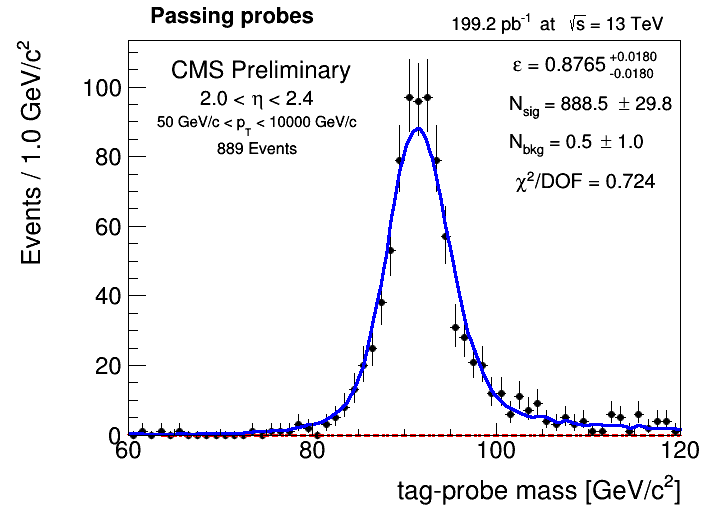 Passing probes
199.2 pb⁻¹ at √s = 13 TeV
CMS Preliminary
2.0 < η < 2.4
50 GeV/c < p_T < 10000 GeV/c
889 Events
ε = 0.8765 +0.0180 -0.0180
N_sig = 888.5 ± 29.8
N_bkg = 0.5 ± 1.0
χ²/DOF = 0.724
Events / 1.0 GeV/c²
100
80
60
40
20
0
60 80 100 120
tag-probe mass [GeV/c²]